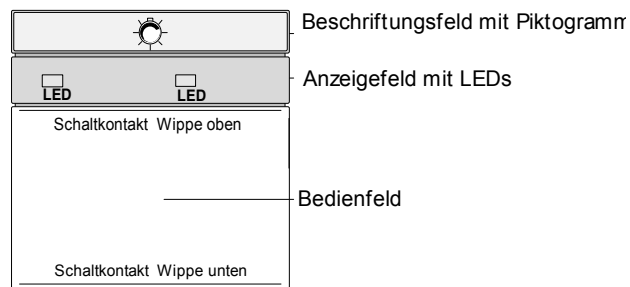 Beschriftungsfeld mit Piktogramm
Anzeigefeld mit LEDs
LED LED
Schaltkontakt Wippe oben
Bedienfeld
Schaltkontakt Wippe unten